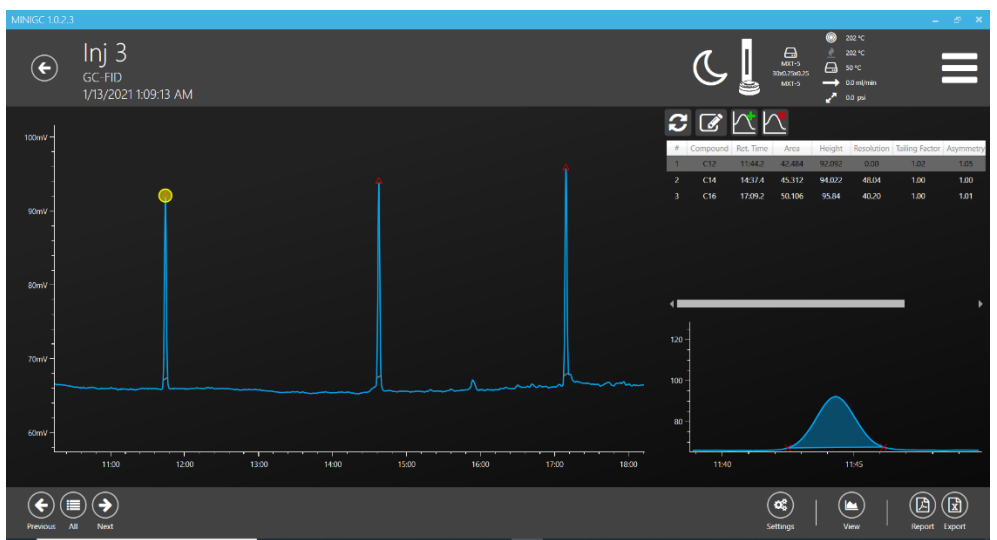 MINIGC 1.0.2.3
Inj 3
GC-FID
1/13/2021 1:09:13 AM
MXT-5
30x0.25x0.25
MXT-5
202 °C
202 °C
50 °C
0.0 ml/min
0.0 psi
# Compound Ret. Time Area Height Resolution Tailing Factor Asymmetry
1 C12 11:44.2 42.484 92.092 0.00 1.02 1.05
2 C14 14:37.4 45.312 94.022 48.04 1.00 1.00
3 C16 17:09.2 50.106 95.84 40.20 1.00 1.01
100mV
90mV
80mV
70mV
60mV
11:00 12:00 13:00 14:00 15:00 16:00 17:00 18:00
120
100
80
11:40 11:45
Previous All Next
Settings View Report Export